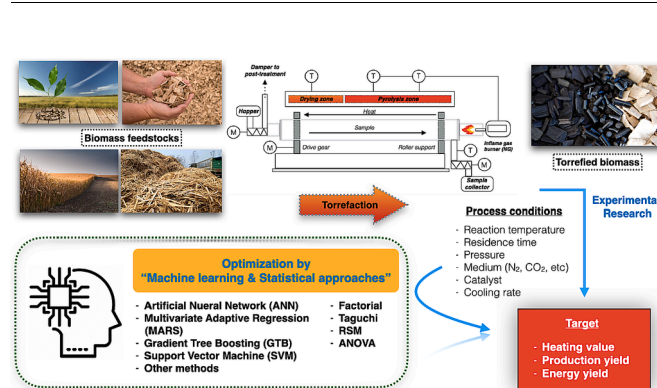 Damper to
post-treatment
T
T
T
Drying zone
Pyrolysis zone
Hopper
Heat
M
Sample
Inflame gas
burner (NG)
M
Drive gear
Roller support
T
M
Sample
collector
Biomass feedstocks
Torrefied biomass
Torrefaction
Experimental
Research
Process conditions
- Reaction temperature
- Residence time
- Pressure
- Medium (N₂, CO₂, etc)
- Catalyst
- Cooling rate
Optimization by
“Machine learning & Statistical approaches”
- Artificial Nueral Network (ANN)
- Multivariate Adaptive Regression
(MARS)
- Gradient Tree Boosting (GTB)
- Support Vector Machine (SVM)
- Other methods
- Factorial
- Taguchi
- RSM
- ANOVA
Target
- Heating value
- Production yield
- Energy yield